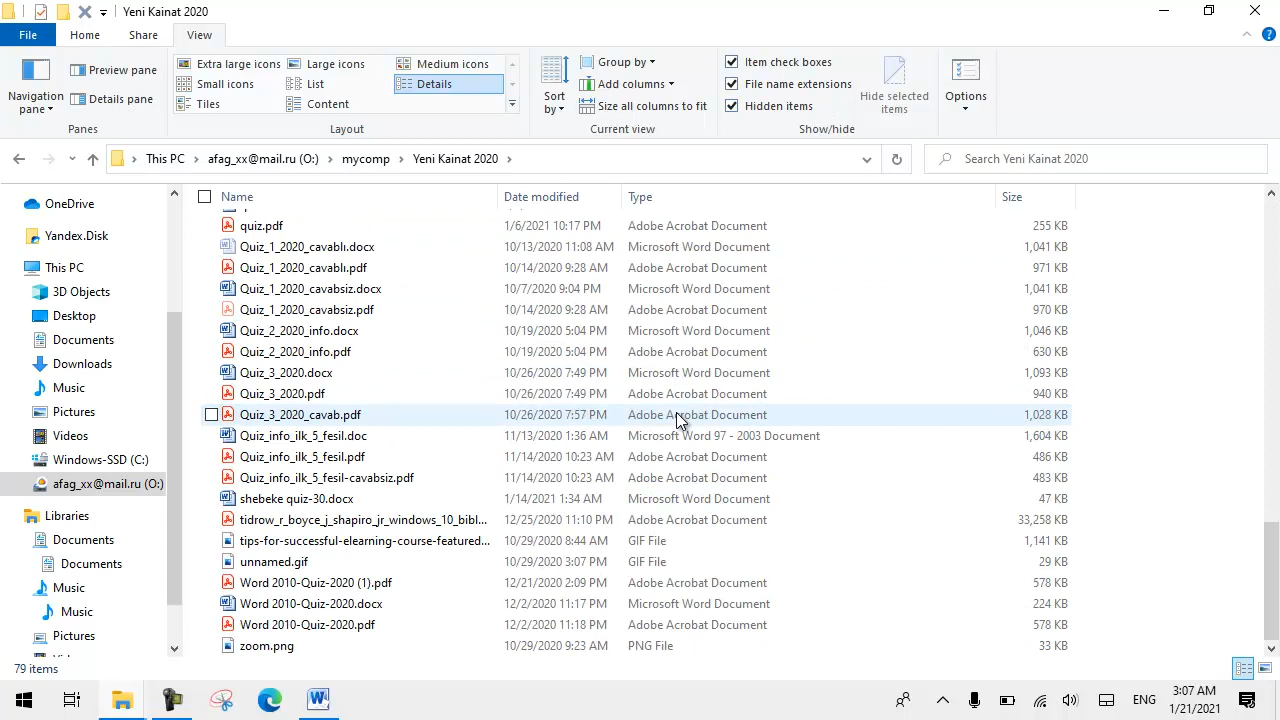 Yeni Kainat 2020
File Home Share View
Navigation pane
Preview pane
Details pane
Panes
Extra large icons Large icons Medium icons
Small icons List Details
Tiles Content
Layout
Sort by
Group by
Add columns
Size all columns to fit
Current view
Item check boxes
File name extensions
Hidden items
Hide selected items
Show/hide
Options
This PC afag_xx@mail.ru (O:) mycomp Yeni Kainat 2020
Search Yeni Kainat 2020
OneDrive
Yandex.Disk
This PC
3D Objects
Desktop
Documents
Downloads
Music
Pictures
Videos
Windows-SSD (C:)
afag_xx@mail.ru (O:)
Libraries
Documents
Documents
Music
Music
Pictures
Name Date modified Type Size
quiz.pdf 1/6/2021 10:17 PM Adobe Acrobat Document 255 KB
Quiz_1_2020_cavablı.docx 10/13/2020 11:08 AM Microsoft Word Document 1,041 KB
Quiz_1_2020_cavablı.pdf 10/14/2020 9:28 AM Adobe Acrobat Document 971 KB
Quiz_1_2020_cavabsiz.docx 10/7/2020 9:04 PM Microsoft Word Document 1,041 KB
Quiz_1_2020_cavabsiz.pdf 10/14/2020 9:28 AM Adobe Acrobat Document 970 KB
Quiz_2_2020_info.docx 10/19/2020 5:04 PM Microsoft Word Document 1,046 KB
Quiz_2_2020_info.pdf 10/19/2020 5:04 PM Adobe Acrobat Document 630 KB
Quiz_3_2020.docx 10/26/2020 7:49 PM Microsoft Word Document 1,093 KB
Quiz_3_2020.pdf 10/26/2020 7:49 PM Adobe Acrobat Document 940 KB
Quiz_3_2020_cavab.pdf 10/26/2020 7:57 PM Adobe Acrobat Document 1,028 KB
Quiz_info_ilk_5_fesil.doc 11/13/2020 1:36 AM Microsoft Word 97 - 2003 Document 1,604 KB
Quiz_info_ilk_5_fesil.pdf 11/14/2020 10:23 AM Adobe Acrobat Document 486 KB
Quiz_info_ilk_5_fesil-cavabsiz.pdf 11/14/2020 10:23 AM Adobe Acrobat Document 483 KB
shebeke quiz-30.docx 1/14/2021 1:34 AM Microsoft Word Document 47 KB
tidrow_r_boyce_j_shapiro_jr_windows_10_bibl... 12/25/2020 11:10 PM Adobe Acrobat Document 33,258 KB
tips-for-successful-elearning-course-featured... 10/29/2020 8:44 AM GIF File 1,141 KB
unnamed.gif 10/29/2020 3:07 PM GIF File 29 KB
Word 2010-Quiz-2020 (1).pdf 12/21/2020 2:09 PM Adobe Acrobat Document 578 KB
Word 2010-Quiz-2020.docx 12/2/2020 11:17 PM Microsoft Word Document 224 KB
Word 2010-Quiz-2020.pdf 12/2/2020 11:18 PM Adobe Acrobat Document 578 KB
zoom.png 10/29/2020 9:23 AM PNG File 33 KB
79 items
ENG
3:07 AM
1/21/2021